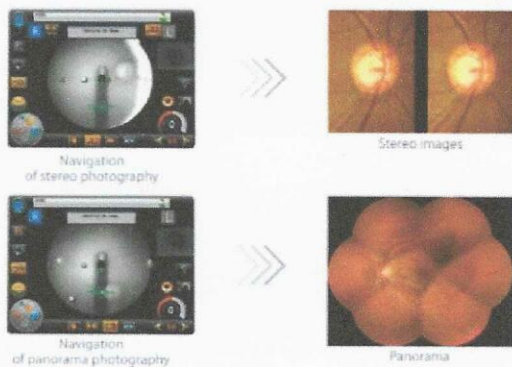 R
L
Navigation
of stereo photography
Stereo images
R
L
Navigation
of panorama photography
Panorama